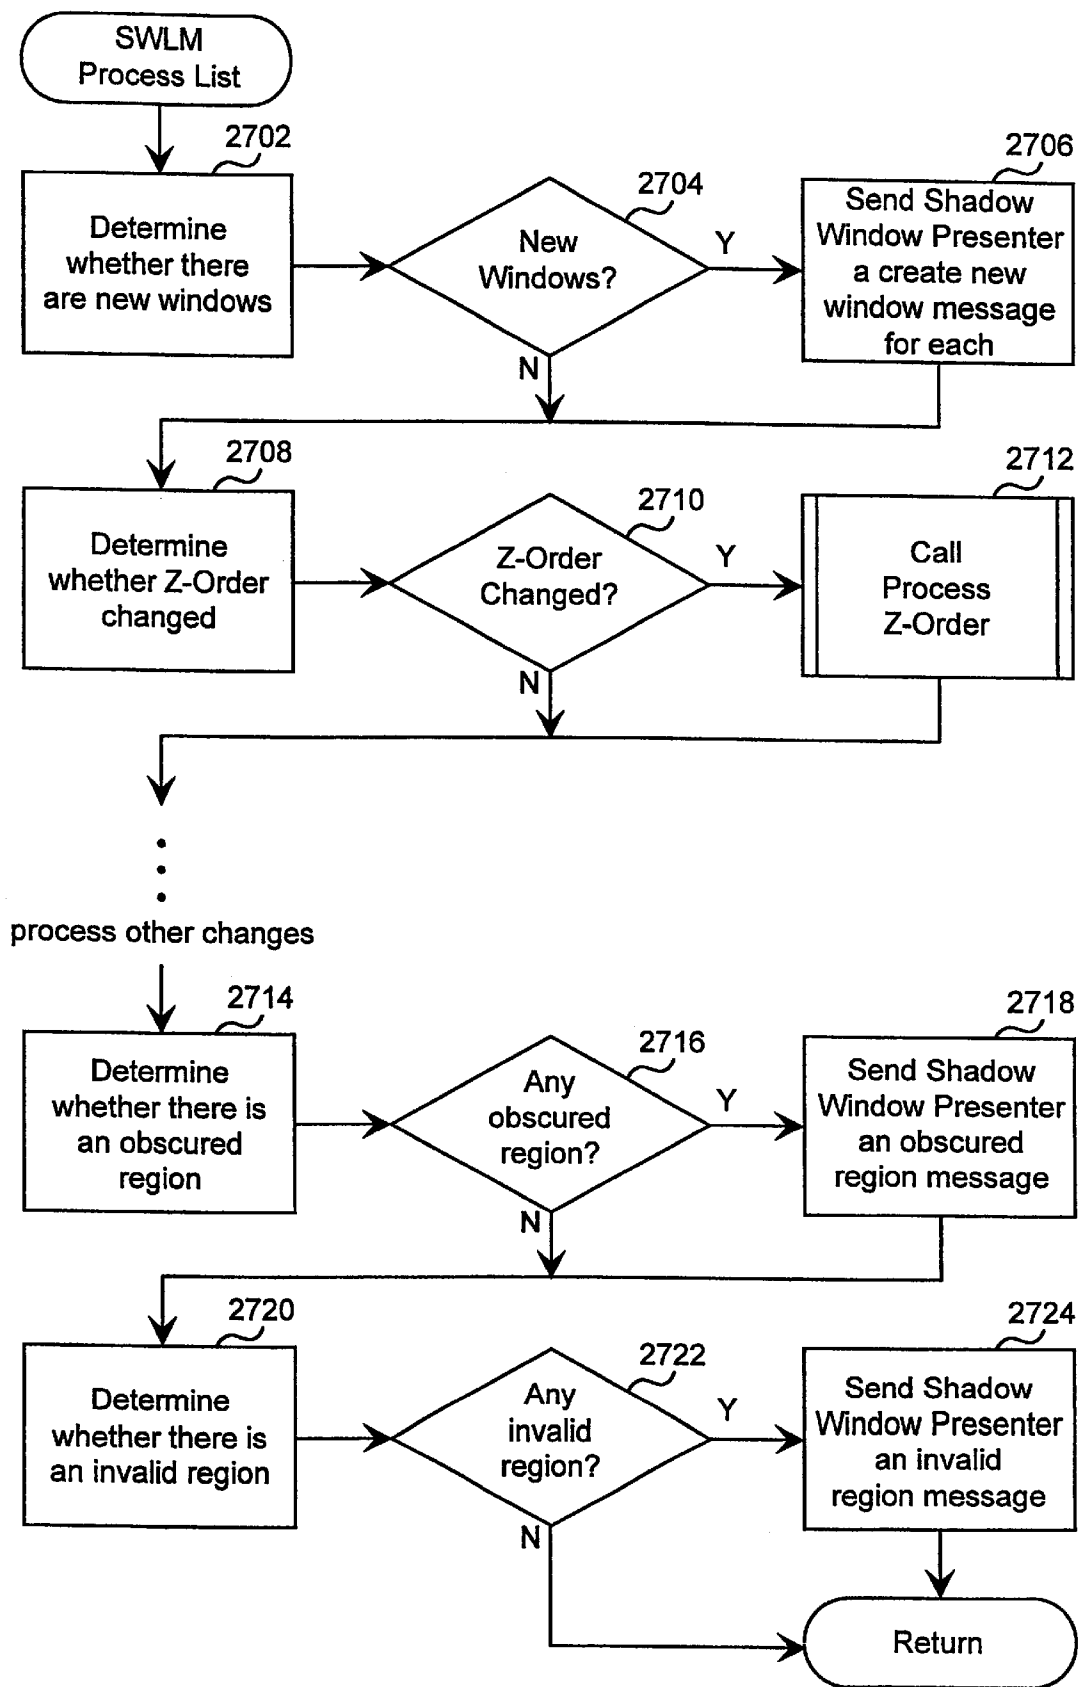 SWLM
Process List
2702
Determine
whether there
are new windows
2704
New
Windows?
Y
N
2706
Send Shadow
Window Presenter
a create new
window message
for each
2708
Determine
whether Z-Order
changed
2710
Z-Order
Changed?
Y
N
2712
Call
Process
Z-Order
process other changes
2714
Determine
whether there is
an obscured
region
2716
Any
obscured
region?
Y
N
2718
Send Shadow
Window Presenter
an obscured
region message
2720
Determine
whether there is
an invalid region
2722
Any
invalid
region?
Y
N
2724
Send Shadow
Window Presenter
an invalid
region message
Return